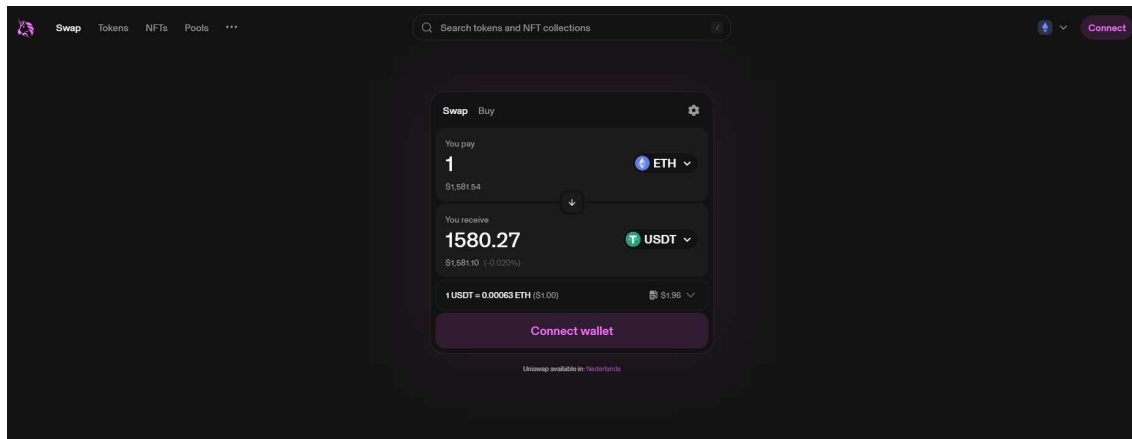 Swap Tokens NFTs Pools ••• Search tokens and NFT collections / Connect
Swap Buy
You pay
1 ETH
$1,581.54
You receive
1580.27 USDT
$1,581.10 (-0.020%)
1 USDT = 0.00063 ETH ($1.00) $1.96
Connect wallet
Uniswap available in: Nederlands